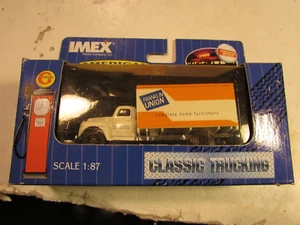 IMEX
FRANKLIN
UNION
complete home furnishers
SCALE 1:87
CLASSIC TRUCKING